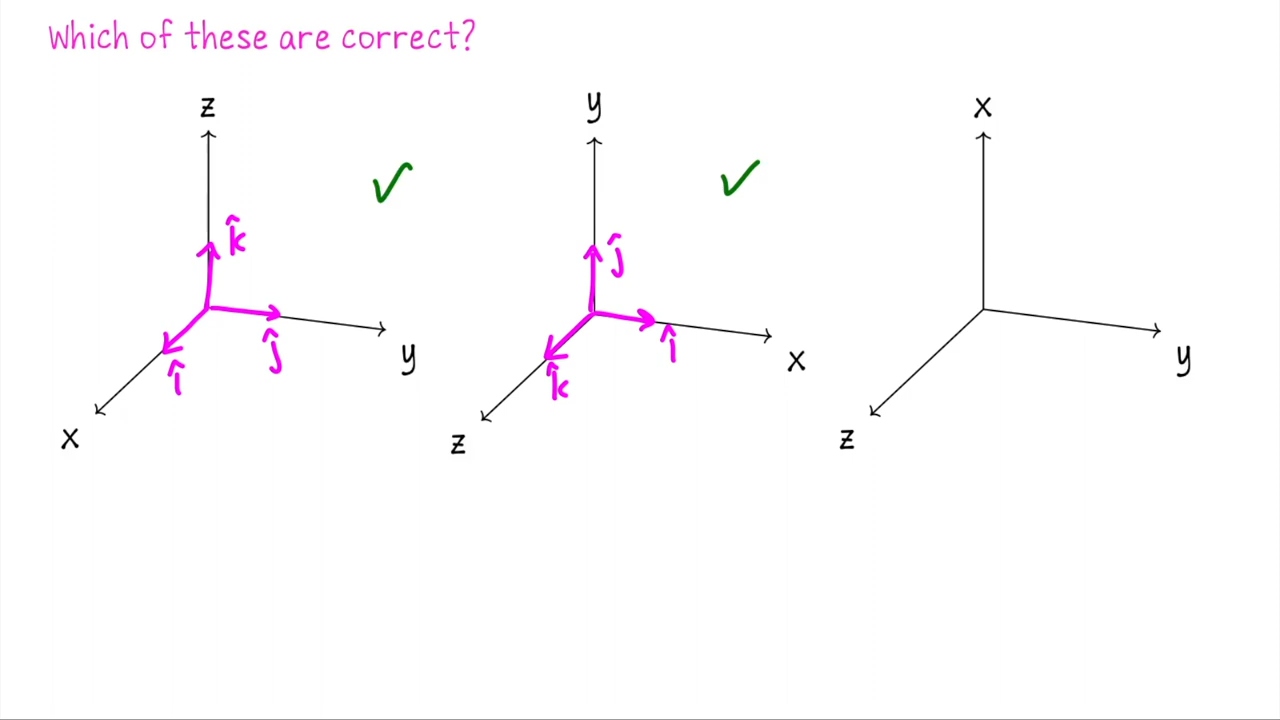 Which of these are correct?
z
y
x
k̂
ĵ
î
y
x
ĵ
î
k̂
x
z
y
z